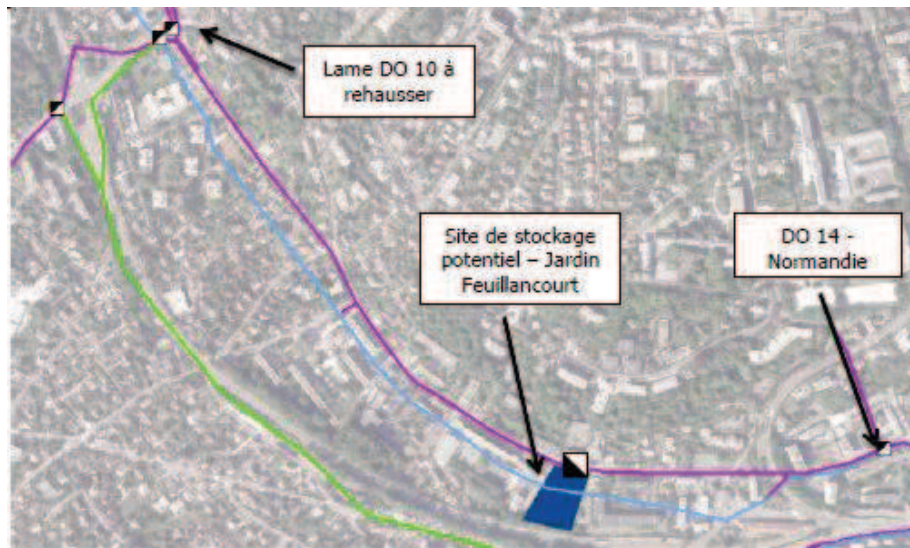 Lame DO 10 à
rehausser
Site de stockage
potentiel – Jardin
Feuillancourt
DO 14 -
Normandie